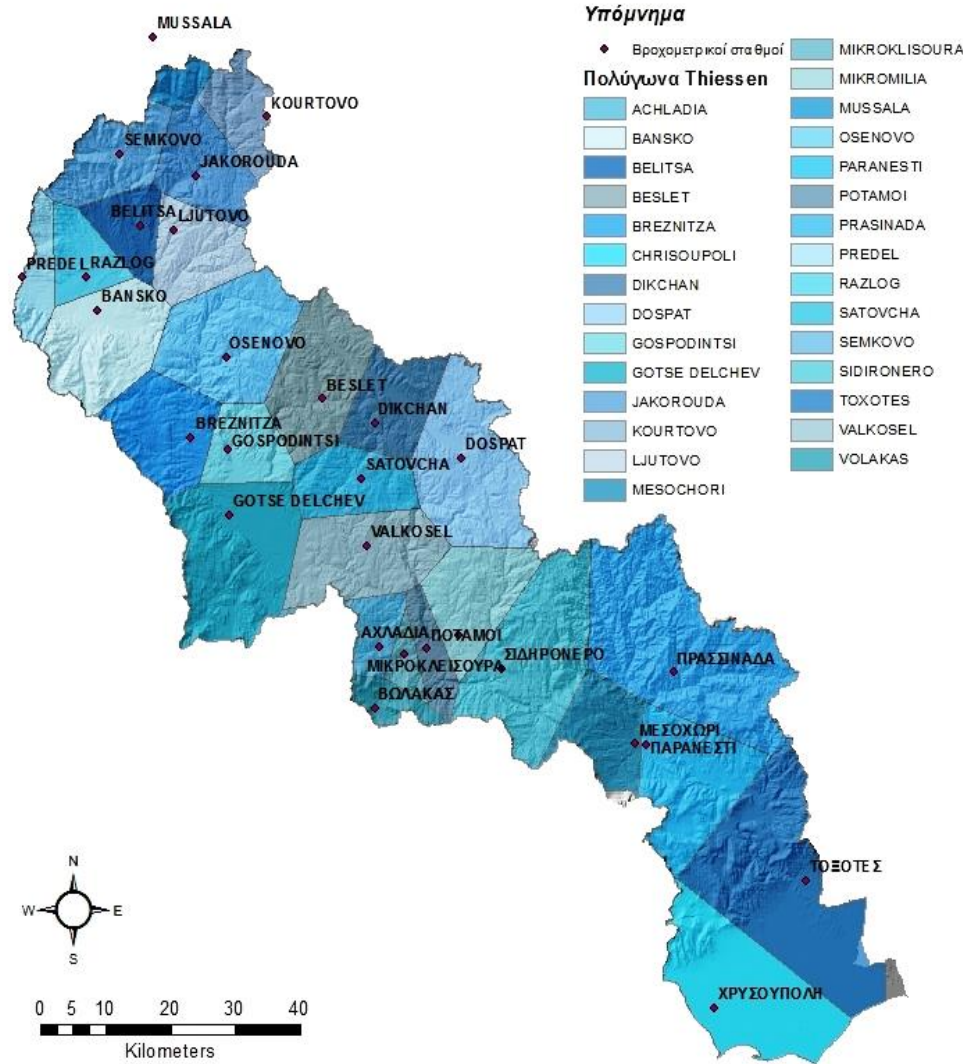 Υπόμνημα
Βροχομετρικοί σταθμοί
Πολύγωνα Thiessen
ACHLADIA
BANSKO
BELITSA
BESLET
BREZNITZA
CHRISOUPOLI
DIKCHAN
DOSPAT
GOSPODINTSI
GOTSE DELCHEV
JAKOROUDA
KOURTOVO
LJUTOVO
MESOCHORI
MIKROKLISOURA
MIKROMILIA
MUSSALA
OSENOVO
PARANESTI
POTAMOI
PRASINADA
PREDEL
RAZLOG
SATOVCHA
SEMKOVO
SIDIRONERO
TOXOTES
VALKOSEL
VOLAKAS
MUSSALA
KOURTOVO
SEMKOVO
JAKOROUDA
BELITSA
LJUTOVO
PREDEL
RAZLOG
BANSKO
OSENOVO
BESLET
DIKCHAN
BREZNITZA
GOSPODINTSI
DOSPAT
SATOVCHA
GOTSE DELCHEV
VALKOSEL
ΑΧΛΑΔΙΑ
ΠΟΤΑΜΟΙ
ΜΙΚΡΟΚΛΕΙΣΟΥΡΑ
ΣΙΔΗΡΟΝΕΡΟ
ΒΩΛΑΚΑΣ
ΠΡΑΣΣΙΝΑΔΑ
ΜΕΣΟΧΩΡΙ
ΠΑΡΑΝΕΣΤΙ
ΤΟΞΟΤΕΣ
ΧΡΥΣΟΥΠΟΛΗ
N
W E
S
0 5 10 20 30 40
Kilometers